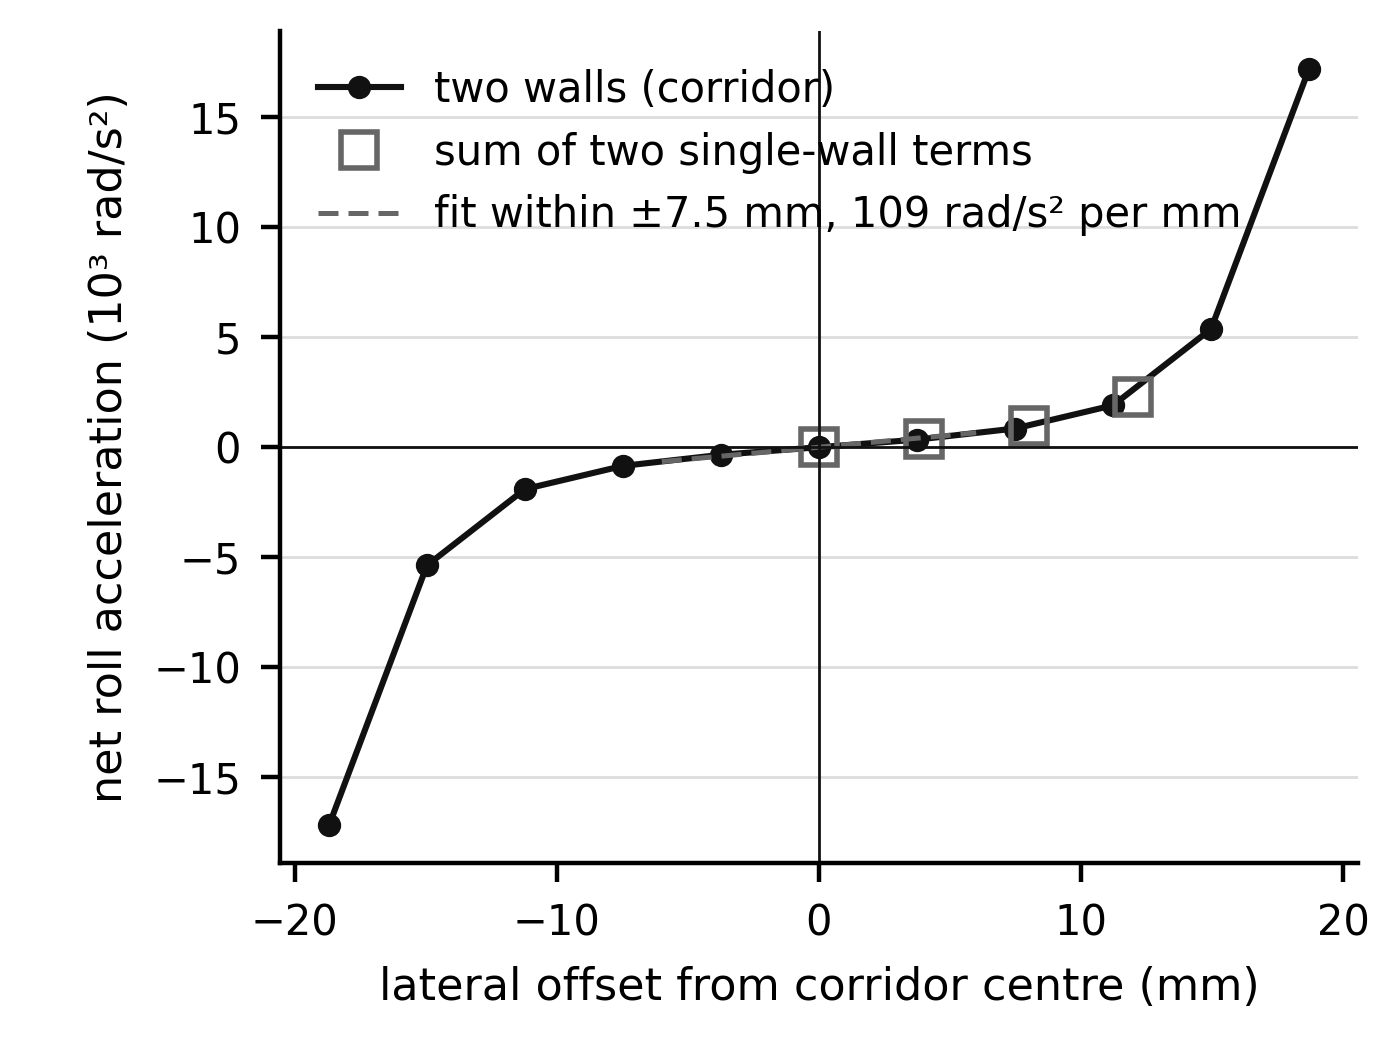 two walls (corridor)
sum of two single-wall terms
fit within ±7.5 mm, 109 rad/s² per mm
net roll acceleration (10³ rad/s²)
15
10
5
0
−5
−10
−15
−20
−10
0
10
20
lateral offset from corridor centre (mm)